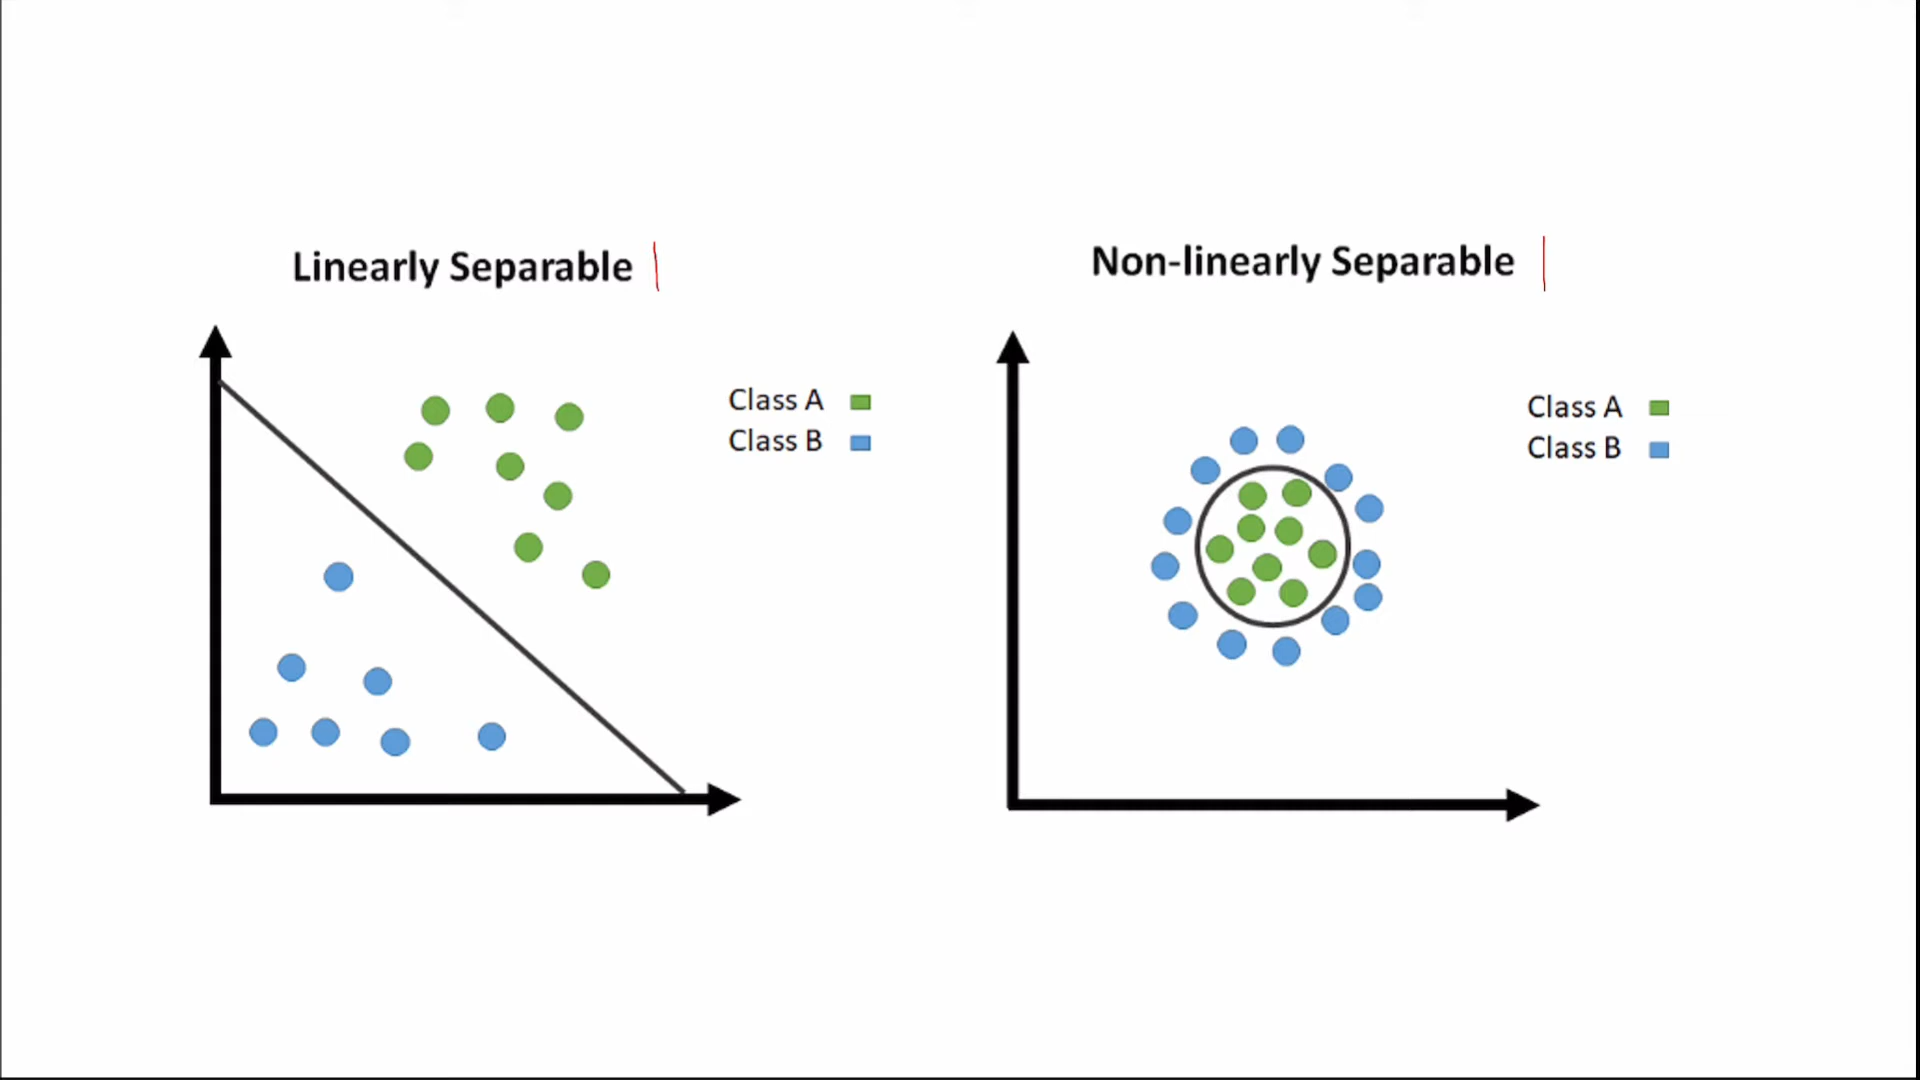 Linearly Separable
Class A
Class B
Non-linearly Separable
Class A
Class B